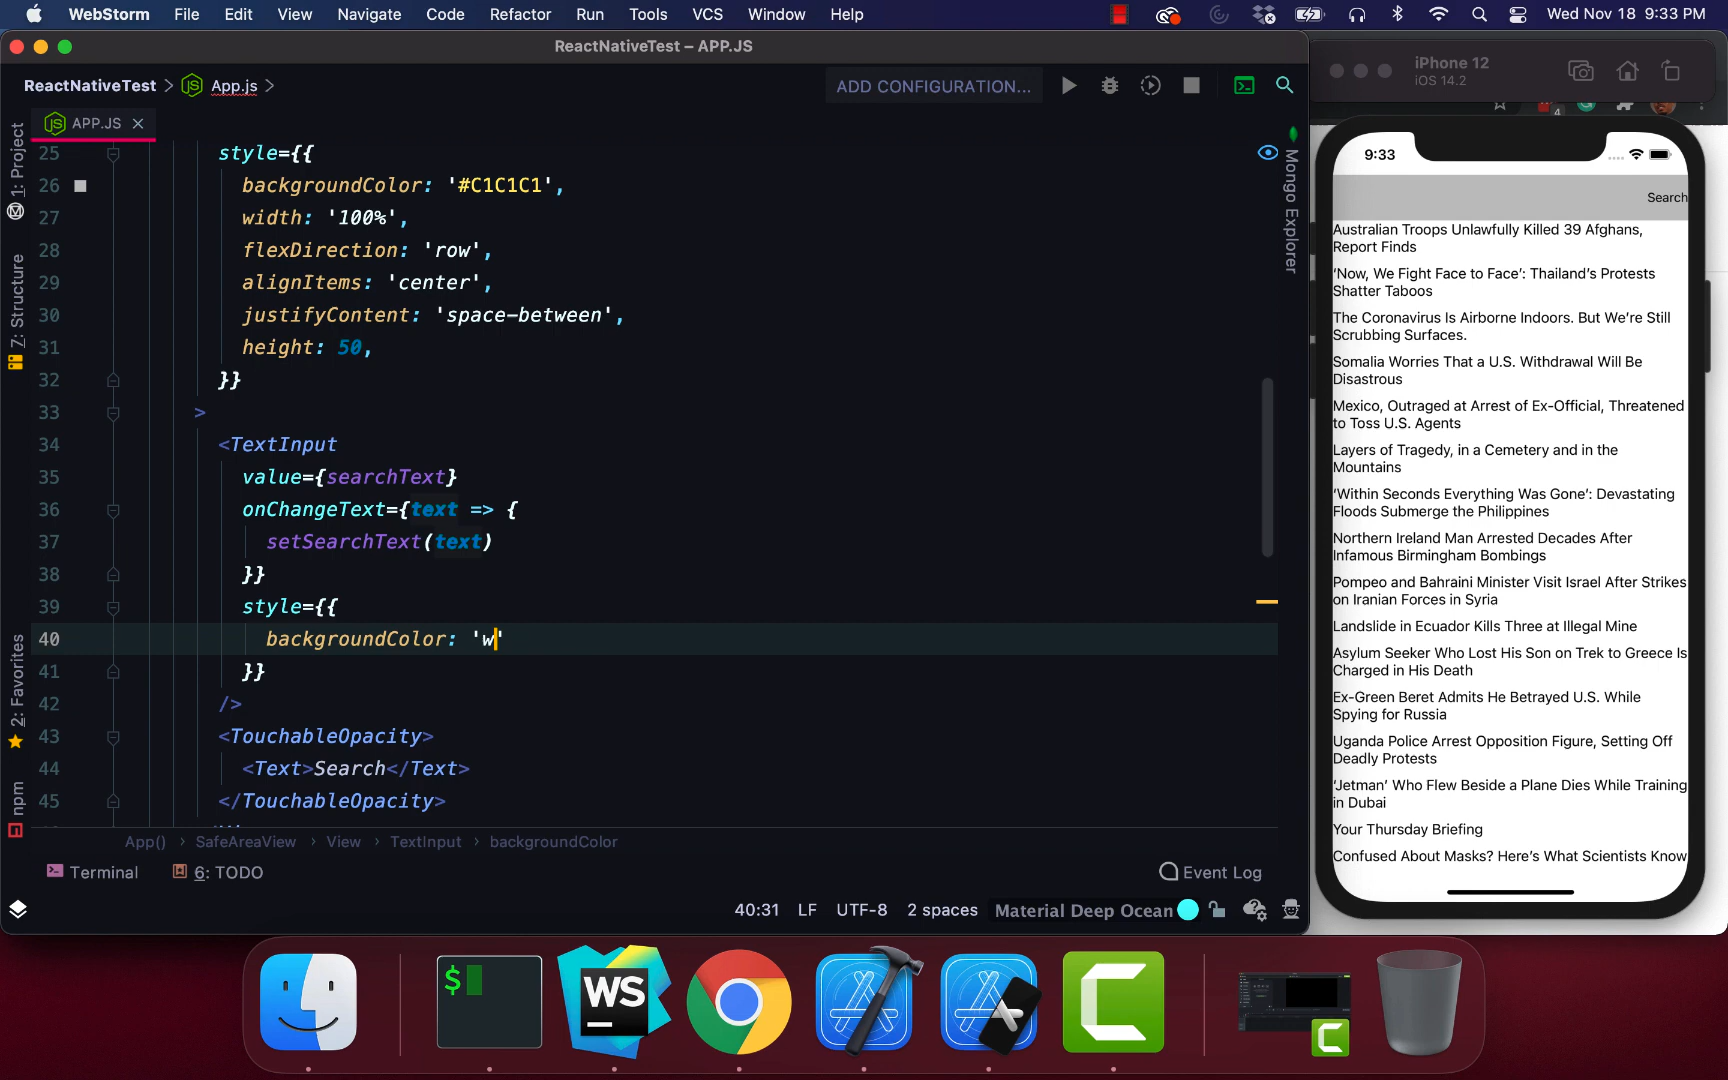 WebStorm File Edit View Navigate Code Refactor Run Tools VCS Window Help Wed Nov 18 9:33 PM
ReactNativeTest – APP.JS
ReactNativeTest > App.js >
ADD CONFIGURATION...
APP.JS
1: Project
7: Structure
2: Favorites
npm
Mongo Explorer
25 style={{
26 backgroundColor: '#C1C1C1',
27 width: '100%',
28 flexDirection: 'row',
29 alignItems: 'center',
30 justifyContent: 'space-between',
31 height: 50,
32 }}
33 >
34 <TextInput
35 value={searchText}
36 onChangeText={text => {
37 setSearchText(text)
38 }}
39 style={{
40 backgroundColor: 'w'
41 }}
42 />
43 <TouchableOpacity>
44 <Text>Search</Text>
45 </TouchableOpacity>
App() > SafeAreaView > View > TextInput > backgroundColor
Terminal 6: TODO Event Log
40:31 LF UTF-8 2 spaces Material Deep Ocean
iPhone 12
iOS 14.2
4
9:33
Search
Australian Troops Unlawfully Killed 39 Afghans,
Report Finds
‘Now, We Fight Face to Face’: Thailand’s Protests
Shatter Taboos
The Coronavirus Is Airborne Indoors. But We’re Still
Scrubbing Surfaces.
Somalia Worries That a U.S. Withdrawal Will Be
Disastrous
Mexico, Outraged at Arrest of Ex-Official, Threatened
to Toss U.S. Agents
Layers of Tragedy, in a Cemetery and in the
Mountains
‘Within Seconds Everything Was Gone’: Devastating
Floods Submerge the Philippines
Northern Ireland Man Arrested Decades After
Infamous Birmingham Bombings
Pompeo and Bahraini Minister Visit Israel After Strikes
on Iranian Forces in Syria
Landslide in Ecuador Kills Three at Illegal Mine
Asylum Seeker Who Lost His Son on Trek to Greece Is
Charged in His Death
Ex-Green Beret Admits He Betrayed U.S. While
Spying for Russia
Uganda Police Arrest Opposition Figure, Setting Off
Deadly Protests
‘Jetman’ Who Flew Beside a Plane Dies While Training
in Dubai
Your Thursday Briefing
Confused About Masks? Here’s What Scientists Know
$
WS